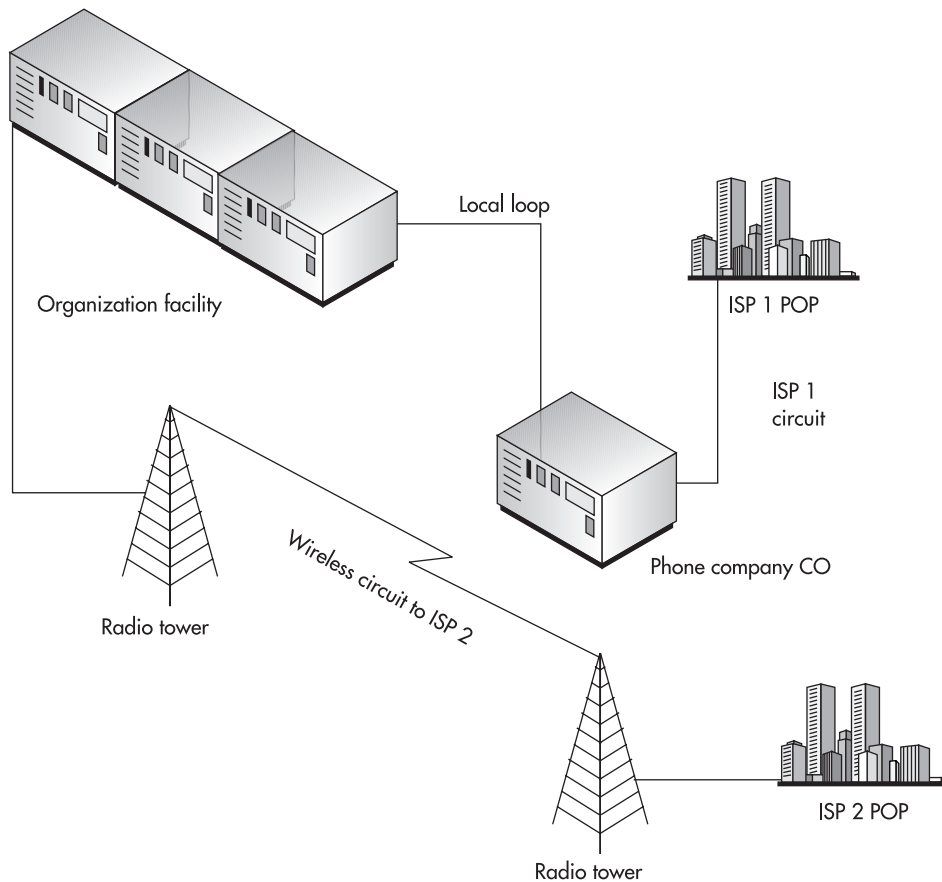 Local loop
Organization facility
ISP 1 POP
ISP 1
circuit
Phone company CO
Wireless circuit to ISP 2
Radio tower
ISP 2 POP
Radio tower